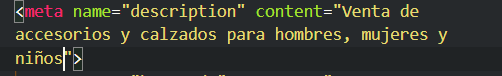 <meta name="description" content="Venta de
accesorios y calzados para hombres, mujeres y
niños">